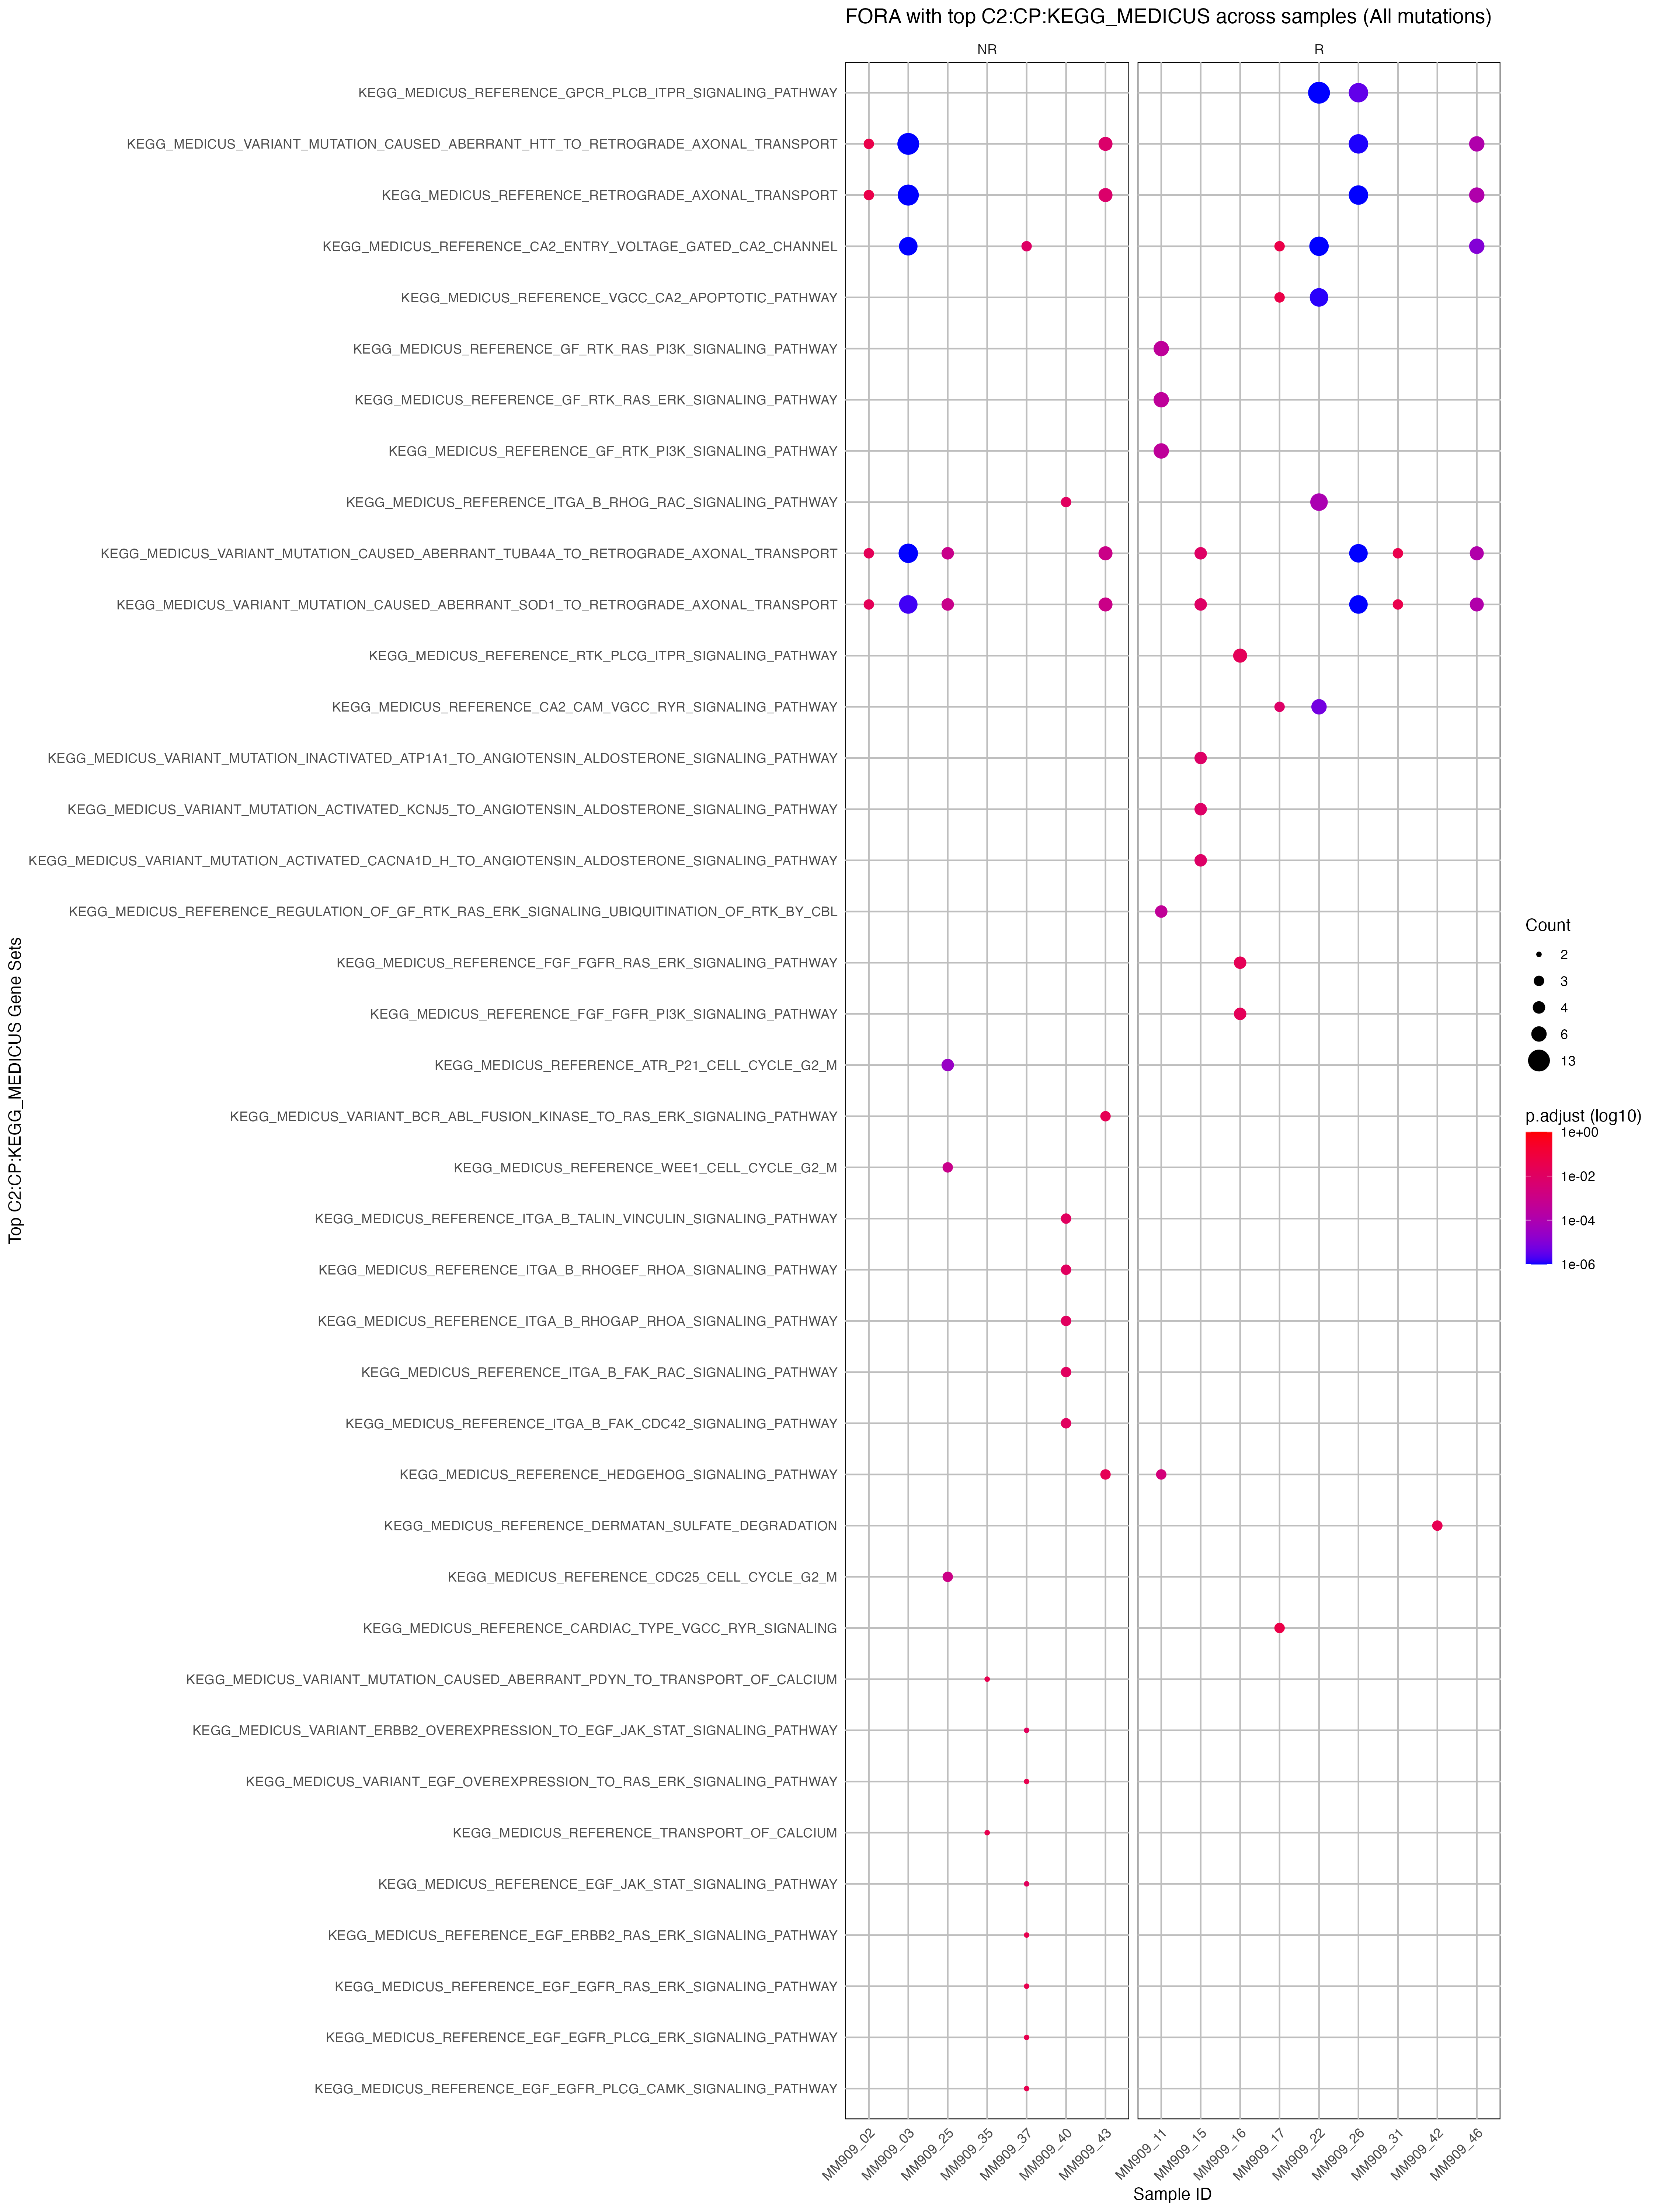 FORA with top C2:CP:KEGG_MEDICUS across samples (All mutations)
NR
R
KEGG_MEDICUS_REFERENCE_GPCR_PLCB_ITPR_SIGNALING_PATHWAY
KEGG_MEDICUS_VARIANT_MUTATION_CAUSED_ABERRANT_HTT_TO_RETROGRADE_AXONAL_TRANSPORT
KEGG_MEDICUS_REFERENCE_RETROGRADE_AXONAL_TRANSPORT
KEGG_MEDICUS_REFERENCE_CA2_ENTRY_VOLTAGE_GATED_CA2_CHANNEL
KEGG_MEDICUS_REFERENCE_VGCC_CA2_APOPTOTIC_PATHWAY
KEGG_MEDICUS_REFERENCE_GF_RTK_RAS_PI3K_SIGNALING_PATHWAY
KEGG_MEDICUS_REFERENCE_GF_RTK_RAS_ERK_SIGNALING_PATHWAY
KEGG_MEDICUS_REFERENCE_GF_RTK_PI3K_SIGNALING_PATHWAY
KEGG_MEDICUS_REFERENCE_ITGA_B_RHOG_RAC_SIGNALING_PATHWAY
KEGG_MEDICUS_VARIANT_MUTATION_CAUSED_ABERRANT_TUBA4A_TO_RETROGRADE_AXONAL_TRANSPORT
KEGG_MEDICUS_VARIANT_MUTATION_CAUSED_ABERRANT_SOD1_TO_RETROGRADE_AXONAL_TRANSPORT
KEGG_MEDICUS_REFERENCE_RTK_PLCG_ITPR_SIGNALING_PATHWAY
KEGG_MEDICUS_REFERENCE_CA2_CAM_VGCC_RYR_SIGNALING_PATHWAY
KEGG_MEDICUS_VARIANT_MUTATION_INACTIVATED_ATP1A1_TO_ANGIOTENSIN_ALDOSTERONE_SIGNALING_PATHWAY
KEGG_MEDICUS_VARIANT_MUTATION_ACTIVATED_KCNJ5_TO_ANGIOTENSIN_ALDOSTERONE_SIGNALING_PATHWAY
KEGG_MEDICUS_VARIANT_MUTATION_ACTIVATED_CACNA1D_H_TO_ANGIOTENSIN_ALDOSTERONE_SIGNALING_PATHWAY
KEGG_MEDICUS_REFERENCE_REGULATION_OF_GF_RTK_RAS_ERK_SIGNALING_UBIQUITINATION_OF_RTK_BY_CBL
KEGG_MEDICUS_REFERENCE_FGF_FGFR_RAS_ERK_SIGNALING_PATHWAY
KEGG_MEDICUS_REFERENCE_FGF_FGFR_PI3K_SIGNALING_PATHWAY
KEGG_MEDICUS_REFERENCE_ATR_P21_CELL_CYCLE_G2_M
KEGG_MEDICUS_VARIANT_BCR_ABL_FUSION_KINASE_TO_RAS_ERK_SIGNALING_PATHWAY
KEGG_MEDICUS_REFERENCE_WEE1_CELL_CYCLE_G2_M
KEGG_MEDICUS_REFERENCE_ITGA_B_TALIN_VINCULIN_SIGNALING_PATHWAY
KEGG_MEDICUS_REFERENCE_ITGA_B_RHOGEF_RHOA_SIGNALING_PATHWAY
KEGG_MEDICUS_REFERENCE_ITGA_B_RHOGAP_RHOA_SIGNALING_PATHWAY
KEGG_MEDICUS_REFERENCE_ITGA_B_FAK_RAC_SIGNALING_PATHWAY
KEGG_MEDICUS_REFERENCE_ITGA_B_FAK_CDC42_SIGNALING_PATHWAY
KEGG_MEDICUS_REFERENCE_HEDGEHOG_SIGNALING_PATHWAY
KEGG_MEDICUS_REFERENCE_DERMATAN_SULFATE_DEGRADATION
KEGG_MEDICUS_REFERENCE_CDC25_CELL_CYCLE_G2_M
KEGG_MEDICUS_REFERENCE_CARDIAC_TYPE_VGCC_RYR_SIGNALING
KEGG_MEDICUS_VARIANT_MUTATION_CAUSED_ABERRANT_PDYN_TO_TRANSPORT_OF_CALCIUM
KEGG_MEDICUS_VARIANT_ERBB2_OVEREXPRESSION_TO_EGF_JAK_STAT_SIGNALING_PATHWAY
KEGG_MEDICUS_VARIANT_EGF_OVEREXPRESSION_TO_RAS_ERK_SIGNALING_PATHWAY
KEGG_MEDICUS_REFERENCE_TRANSPORT_OF_CALCIUM
KEGG_MEDICUS_REFERENCE_EGF_JAK_STAT_SIGNALING_PATHWAY
KEGG_MEDICUS_REFERENCE_EGF_ERBB2_RAS_ERK_SIGNALING_PATHWAY
KEGG_MEDICUS_REFERENCE_EGF_EGFR_RAS_ERK_SIGNALING_PATHWAY
KEGG_MEDICUS_REFERENCE_EGF_EGFR_PLCG_ERK_SIGNALING_PATHWAY
KEGG_MEDICUS_REFERENCE_EGF_EGFR_PLCG_CAMK_SIGNALING_PATHWAY
Top C2:CP:KEGG_MEDICUS Gene Sets
MM909_02
MM909_03
MM909_25
MM909_35
MM909_37
MM909_40
MM909_43
MM909_11
MM909_15
MM909_16
MM909_17
MM909_22
MM909_26
MM909_31
MM909_42
MM909_46
Sample ID
Count
2
3
4
6
13
p.adjust (log10)
1e+00
1e-02
1e-04
1e-06